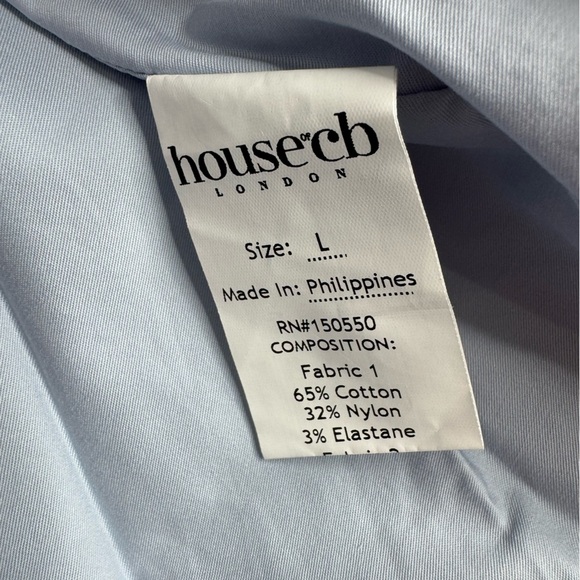 house of cb
LONDON
Size: L
Made In: Philippines
RN#150550
COMPOSITION:
Fabric 1
65% Cotton
32% Nylon
3% Elastane